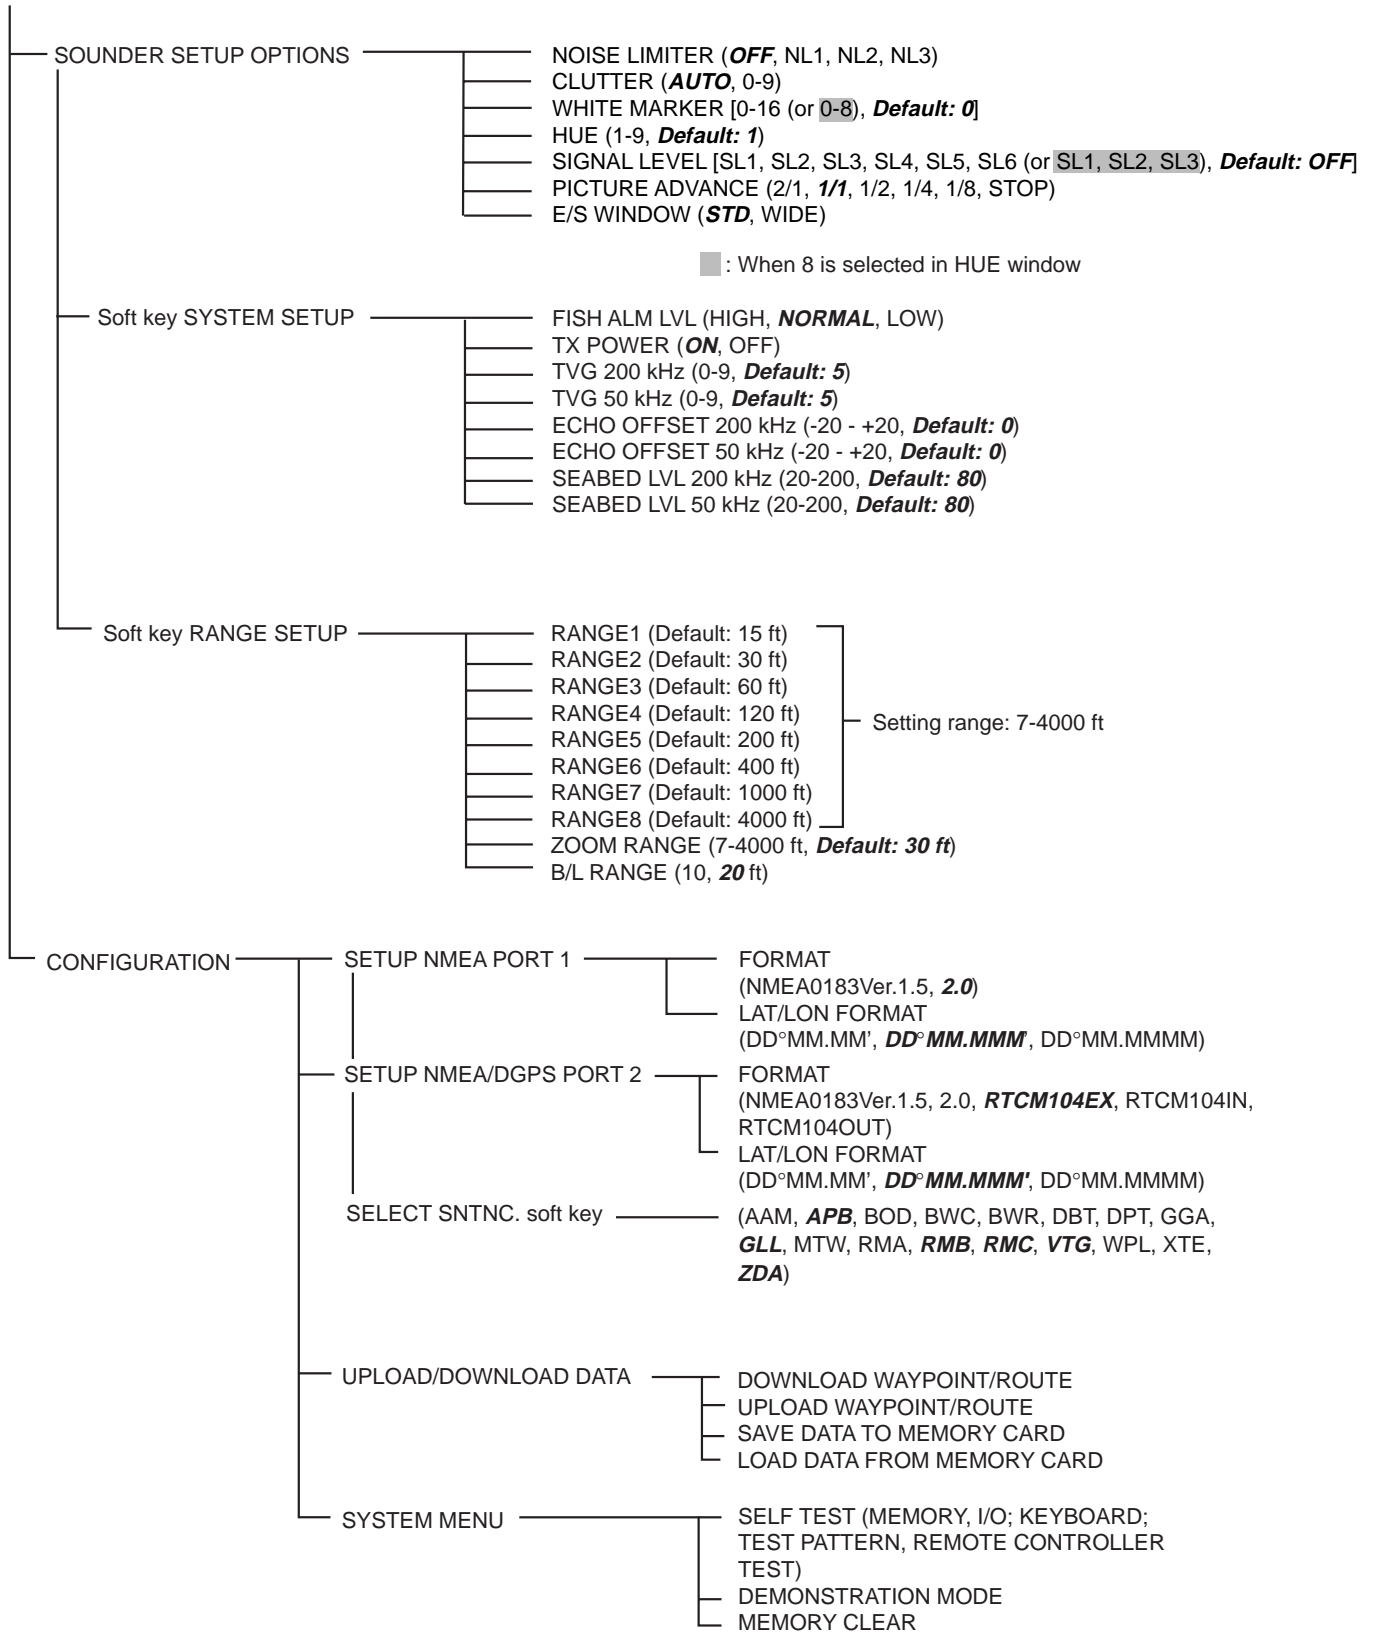 SOUNDER SETUP OPTIONS
NOISE LIMITER (OFF, NL1, NL2, NL3)
CLUTTER (AUTO, 0-9)
WHITE MARKER [0-16 (or 0-8), Default: 0]
HUE (1-9, Default: 1)
SIGNAL LEVEL [SL1, SL2, SL3, SL4, SL5, SL6 (or SL1, SL2, SL3), Default: OFF]
PICTURE ADVANCE (2/1, 1/1, 1/2, 1/4, 1/8, STOP)
E/S WINDOW (STD, WIDE)
: When 8 is selected in HUE window
Soft key SYSTEM SETUP
FISH ALM LVL (HIGH, NORMAL, LOW)
TX POWER (ON, OFF)
TVG 200 kHz (0-9, Default: 5)
TVG 50 kHz (0-9, Default: 5)
ECHO OFFSET 200 kHz (-20 - +20, Default: 0)
ECHO OFFSET 50 kHz (-20 - +20, Default: 0)
SEABED LVL 200 kHz (20-200, Default: 80)
SEABED LVL 50 kHz (20-200, Default: 80)
Soft key RANGE SETUP
RANGE1 (Default: 15 ft)
RANGE2 (Default: 30 ft)
RANGE3 (Default: 60 ft)
RANGE4 (Default: 120 ft)
RANGE5 (Default: 200 ft)
RANGE6 (Default: 400 ft)
RANGE7 (Default: 1000 ft)
RANGE8 (Default: 4000 ft)
Setting range: 7-4000 ft
ZOOM RANGE (7-4000 ft, Default: 30 ft)
B/L RANGE (10, 20 ft)
CONFIGURATION
SETUP NMEA PORT 1
FORMAT
(NMEA0183Ver.1.5, 2.0)
LAT/LON FORMAT
(DD°MM.MM’, DD°MM.MMM’, DD°MM.MMMM)
SETUP NMEA/DGPS PORT 2
FORMAT
(NMEA0183Ver.1.5, 2.0, RTCM104EX, RTCM104IN,
RTCM104OUT)
LAT/LON FORMAT
(DD°MM.MM’, DD°MM.MMM', DD°MM.MMMM)
SELECT SNTNC. soft key
(AAM, APB, BOD, BWC, BWR, DBT, DPT, GGA,
GLL, MTW, RMA, RMB, RMC, VTG, WPL, XTE,
ZDA)
UPLOAD/DOWNLOAD DATA
DOWNLOAD WAYPOINT/ROUTE
UPLOAD WAYPOINT/ROUTE
SAVE DATA TO MEMORY CARD
LOAD DATA FROM MEMORY CARD
SYSTEM MENU
SELF TEST (MEMORY, I/O; KEYBOARD;
TEST PATTERN, REMOTE CONTROLLER
TEST)
DEMONSTRATION MODE
MEMORY CLEAR